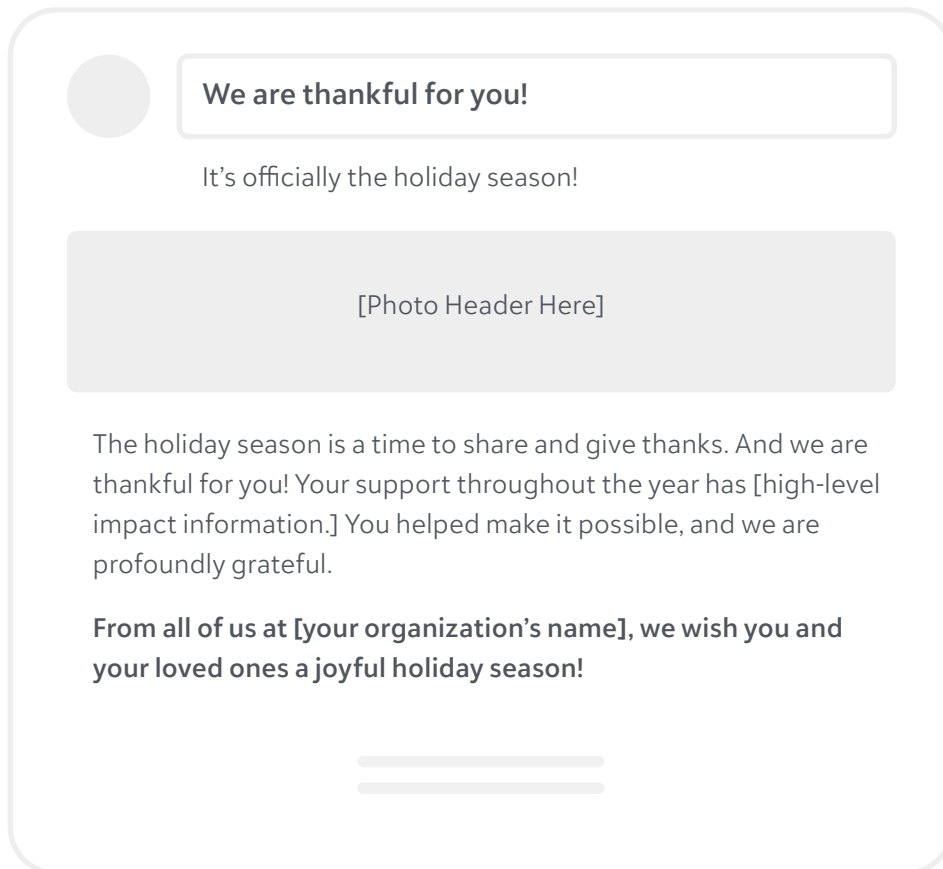 We are thankful for you!
It’s officially the holiday season!
[Photo Header Here]
The holiday season is a time to share and give thanks. And we are
thankful for you! Your support throughout the year has [high-level
impact information.] You helped make it possible, and we are
profoundly grateful.
From all of us at [your organization’s name], we wish you and
your loved ones a joyful holiday season!